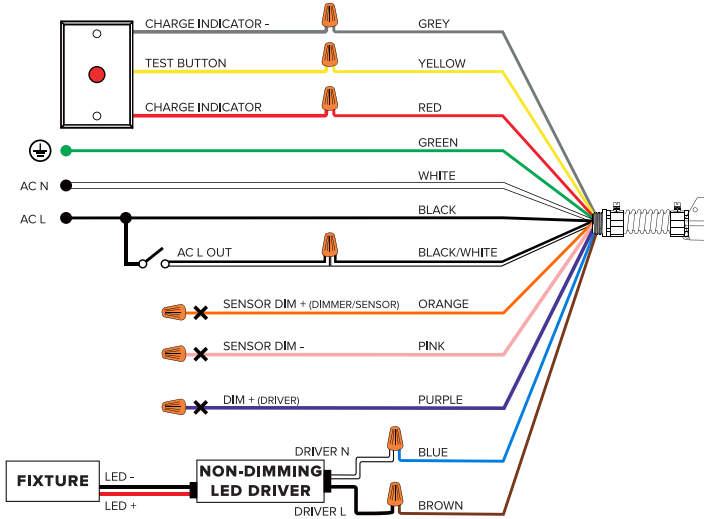 CHARGE INDICATOR - GREY
TEST BUTTON YELLOW
CHARGE INDICATOR RED
GREEN
AC N WHITE
AC L BLACK
AC L OUT BLACK/WHITE
SENSOR DIM + (DIMMER/SENSOR) ORANGE
SENSOR DIM - PINK
DIM + (DRIVER) PURPLE
DRIVER N BLUE
FIXTURE
LED -
LED +
NON-DIMMING
LED DRIVER
DRIVER L BROWN